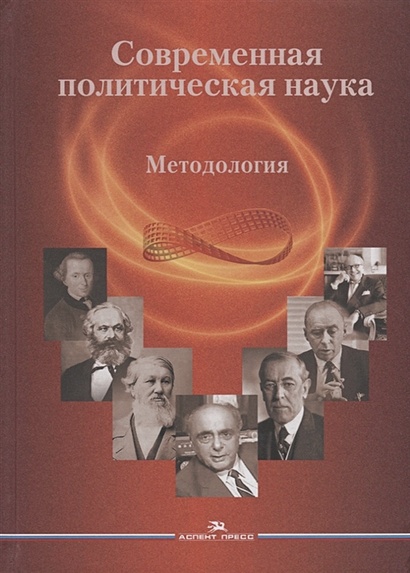 Современная
политическая наука
Методология
АСПЕКТ ПРЕСС